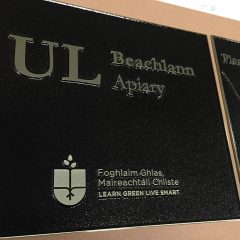 UL Beachlann
Apiary
Foghlaim Ghlas,
Maireachtáil Chliste
LEARN GREEN LIVE SMART